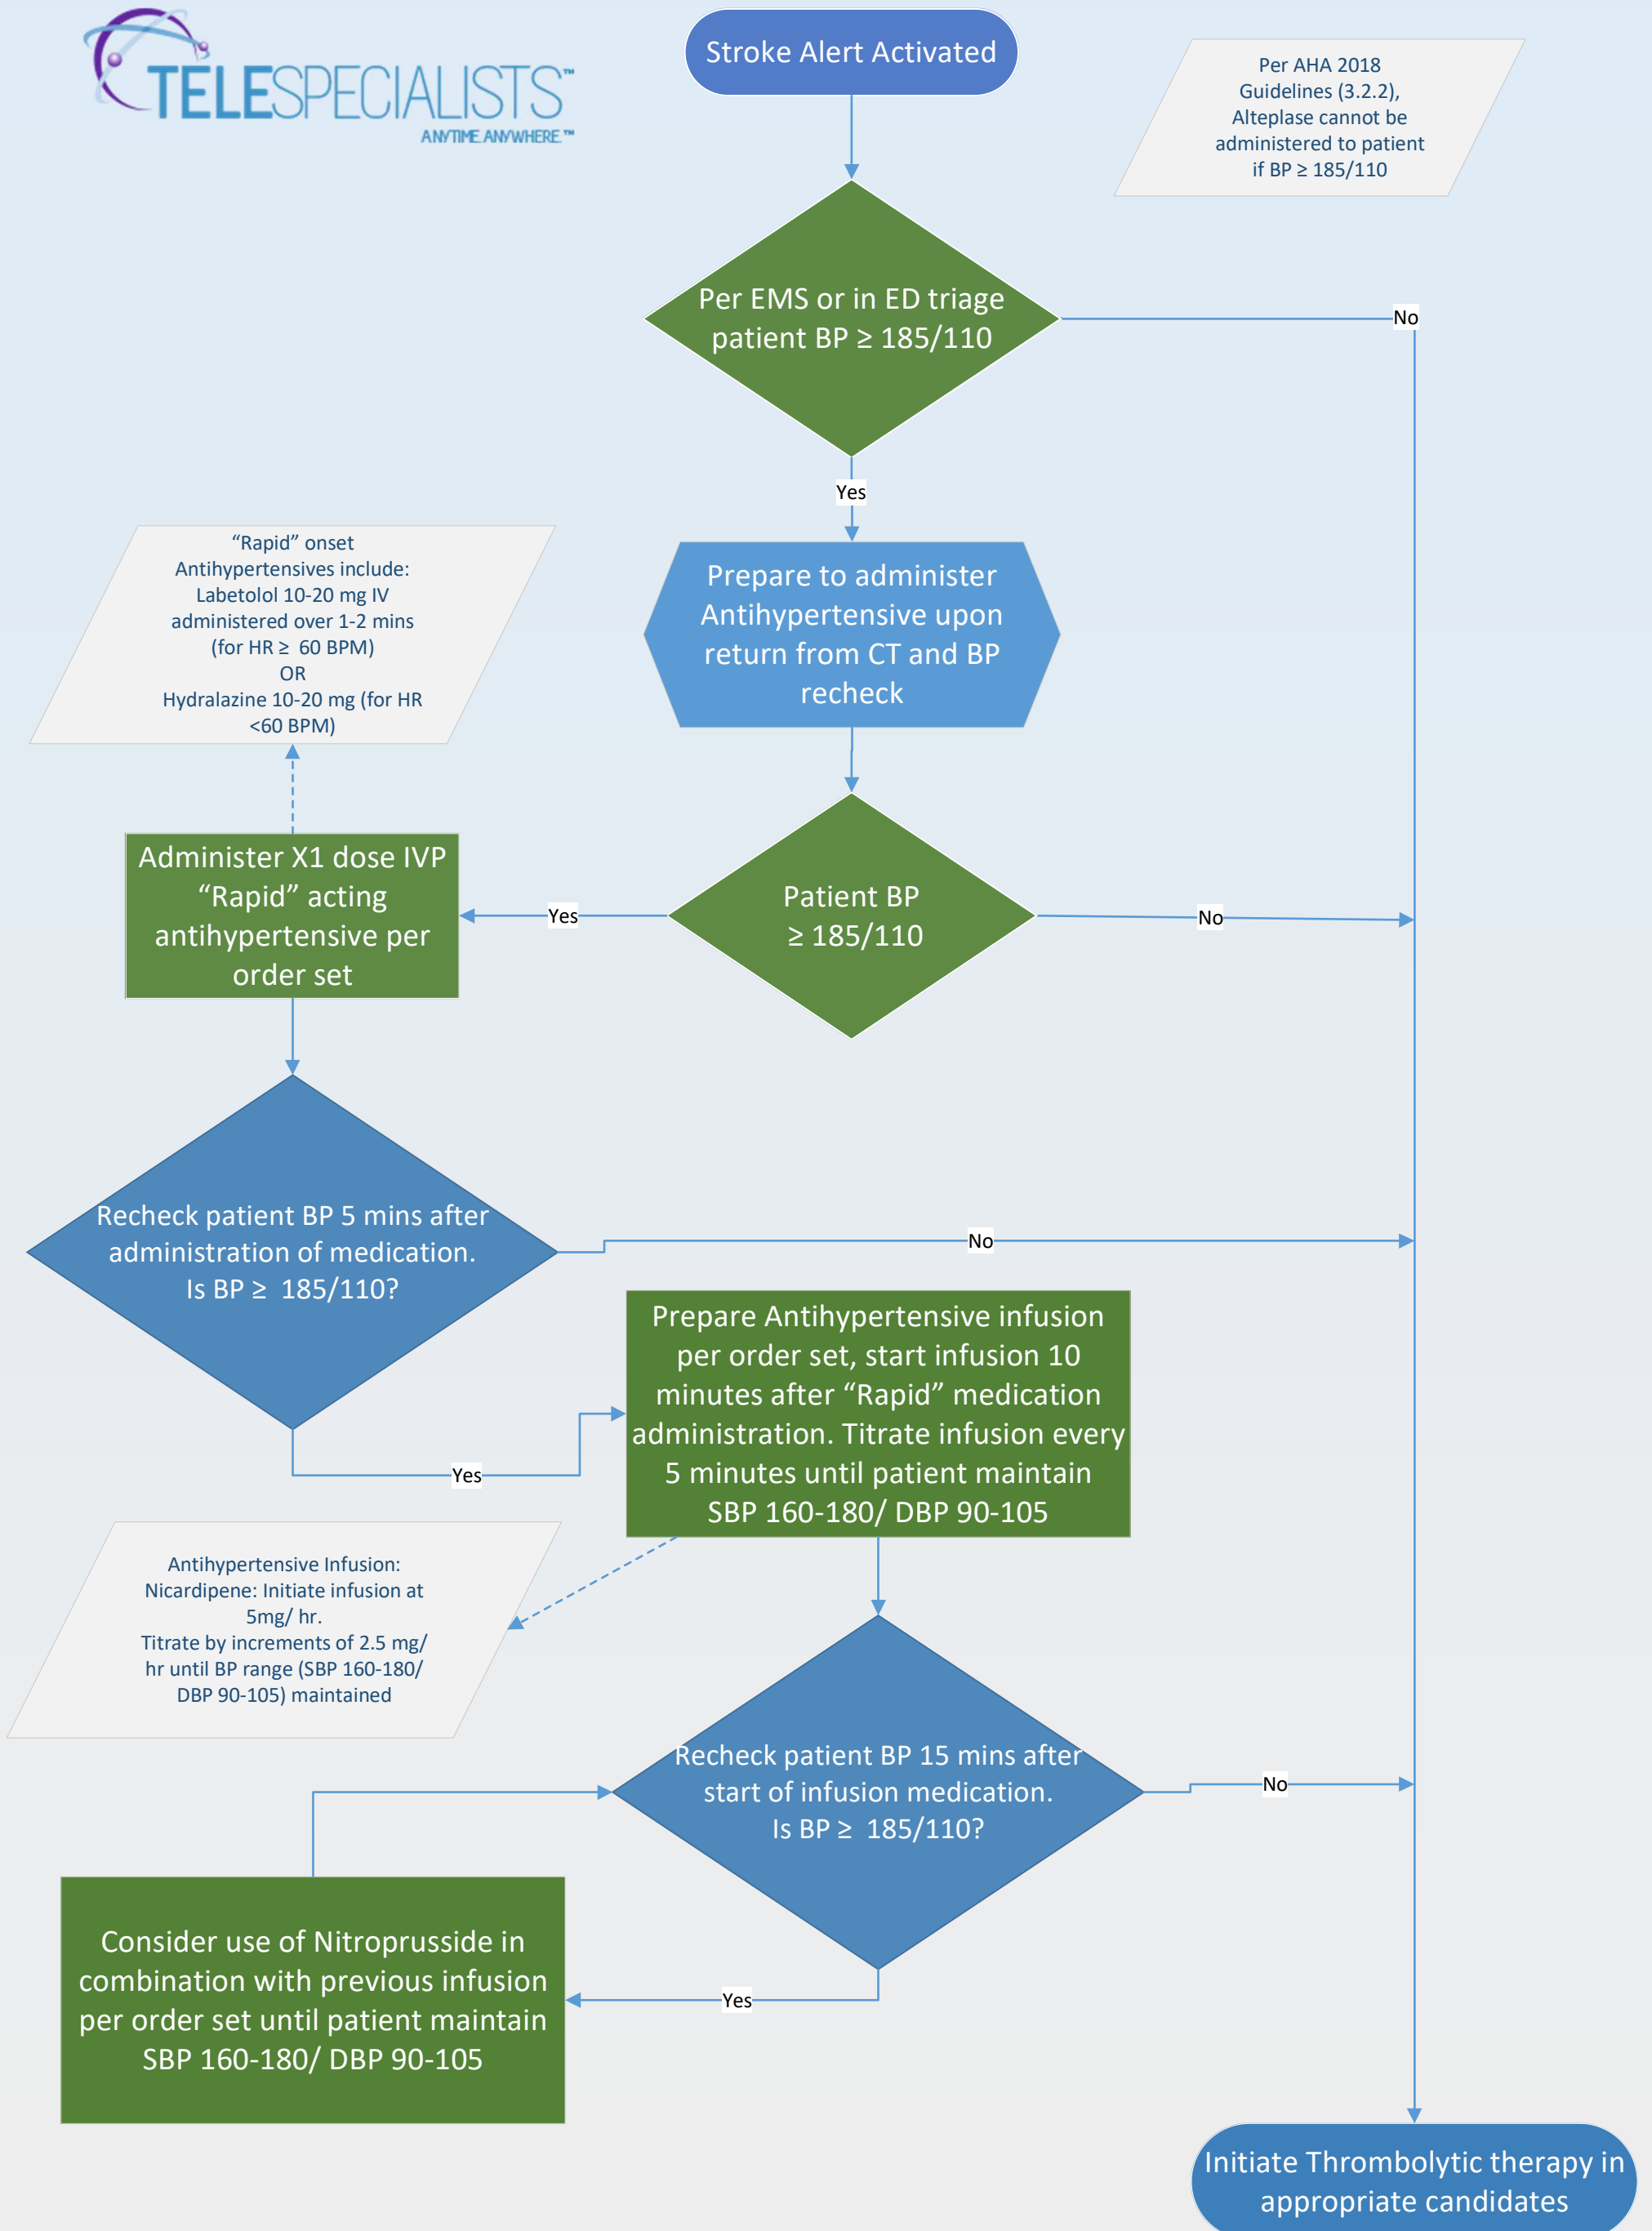 TELESPECIALISTS™
ANYTIME. ANYWHERE.™
Stroke Alert Activated
Per AHA 2018
Guidelines (3.2.2),
Alteplase cannot be
administered to patient
if BP ≥ 185/110
Per EMS or in ED triage
patient BP ≥ 185/110
No
Yes
“Rapid” onset
Antihypertensives include:
Labetolol 10-20 mg IV
administered over 1-2 mins
(for HR ≥ 60 BPM)
OR
Hydralazine 10-20 mg (for HR
<60 BPM)
Prepare to administer
Antihypertensive upon
return from CT and BP
recheck
Administer X1 dose IVP
“Rapid” acting
antihypertensive per
order set
Yes
Patient BP
≥ 185/110
No
Recheck patient BP 5 mins after
administration of medication.
Is BP ≥ 185/110?
No
Yes
Prepare Antihypertensive infusion
per order set, start infusion 10
minutes after “Rapid” medication
administration. Titrate infusion every
5 minutes until patient maintain
SBP 160-180/ DBP 90-105
Antihypertensive Infusion:
Nicardipene: Initiate infusion at
5mg/ hr.
Titrate by increments of 2.5 mg/
hr until BP range (SBP 160-180/
DBP 90-105) maintained
Recheck patient BP 15 mins after
start of infusion medication.
Is BP ≥ 185/110?
No
Yes
Consider use of Nitroprusside in
combination with previous infusion
per order set until patient maintain
SBP 160-180/ DBP 90-105
Initiate Thrombolytic therapy in
appropriate candidates